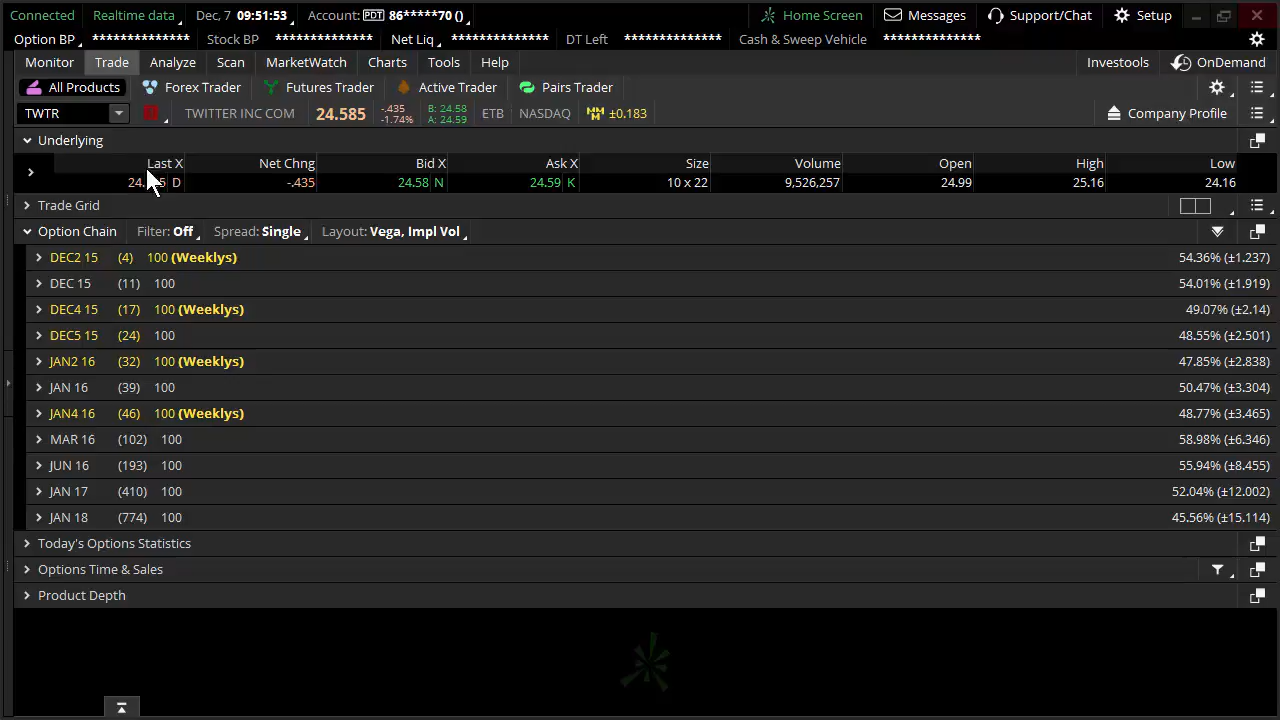 Connected Realtime data Dec, 7 09:51:53 Account: PDT 86*****70 () Home Screen Messages Support/Chat Setup
Option BP ************** Stock BP ************** Net Liq ************** DT Left ************** Cash & Sweep Vehicle **************
Monitor Trade Analyze Scan MarketWatch Charts Tools Help Investools OnDemand
All Products Forex Trader Futures Trader Active Trader Pairs Trader
TWTR TWITTER INC COM 24.585 -.435 -1.74% B: 24.58 A: 24.59 ETB NASDAQ ±0.183 Company Profile
Underlying
Last X Net Chng Bid X Ask X Size Volume Open High Low
D -.435 24.58 N 24.59 K 10 x 22 9,526,257 24.99 25.16 24.16
Trade Grid
Option Chain Filter: Off Spread: Single Layout: Vega, Impl Vol
DEC2 15 (4) 100 (Weeklys) 54.36% (±1.237)
DEC 15 (11) 100 54.01% (±1.919)
DEC4 15 (17) 100 (Weeklys) 49.07% (±2.14)
DEC5 15 (24) 100 48.55% (±2.501)
JAN2 16 (32) 100 (Weeklys) 47.85% (±2.838)
JAN 16 (39) 100 50.47% (±3.304)
JAN4 16 (46) 100 (Weeklys) 48.77% (±3.465)
MAR 16 (102) 100 58.98% (±6.346)
JUN 16 (193) 100 55.94% (±8.455)
JAN 17 (410) 100 52.04% (±12.002)
JAN 18 (774) 100 45.56% (±15.114)
Today's Options Statistics
Options Time & Sales
Product Depth